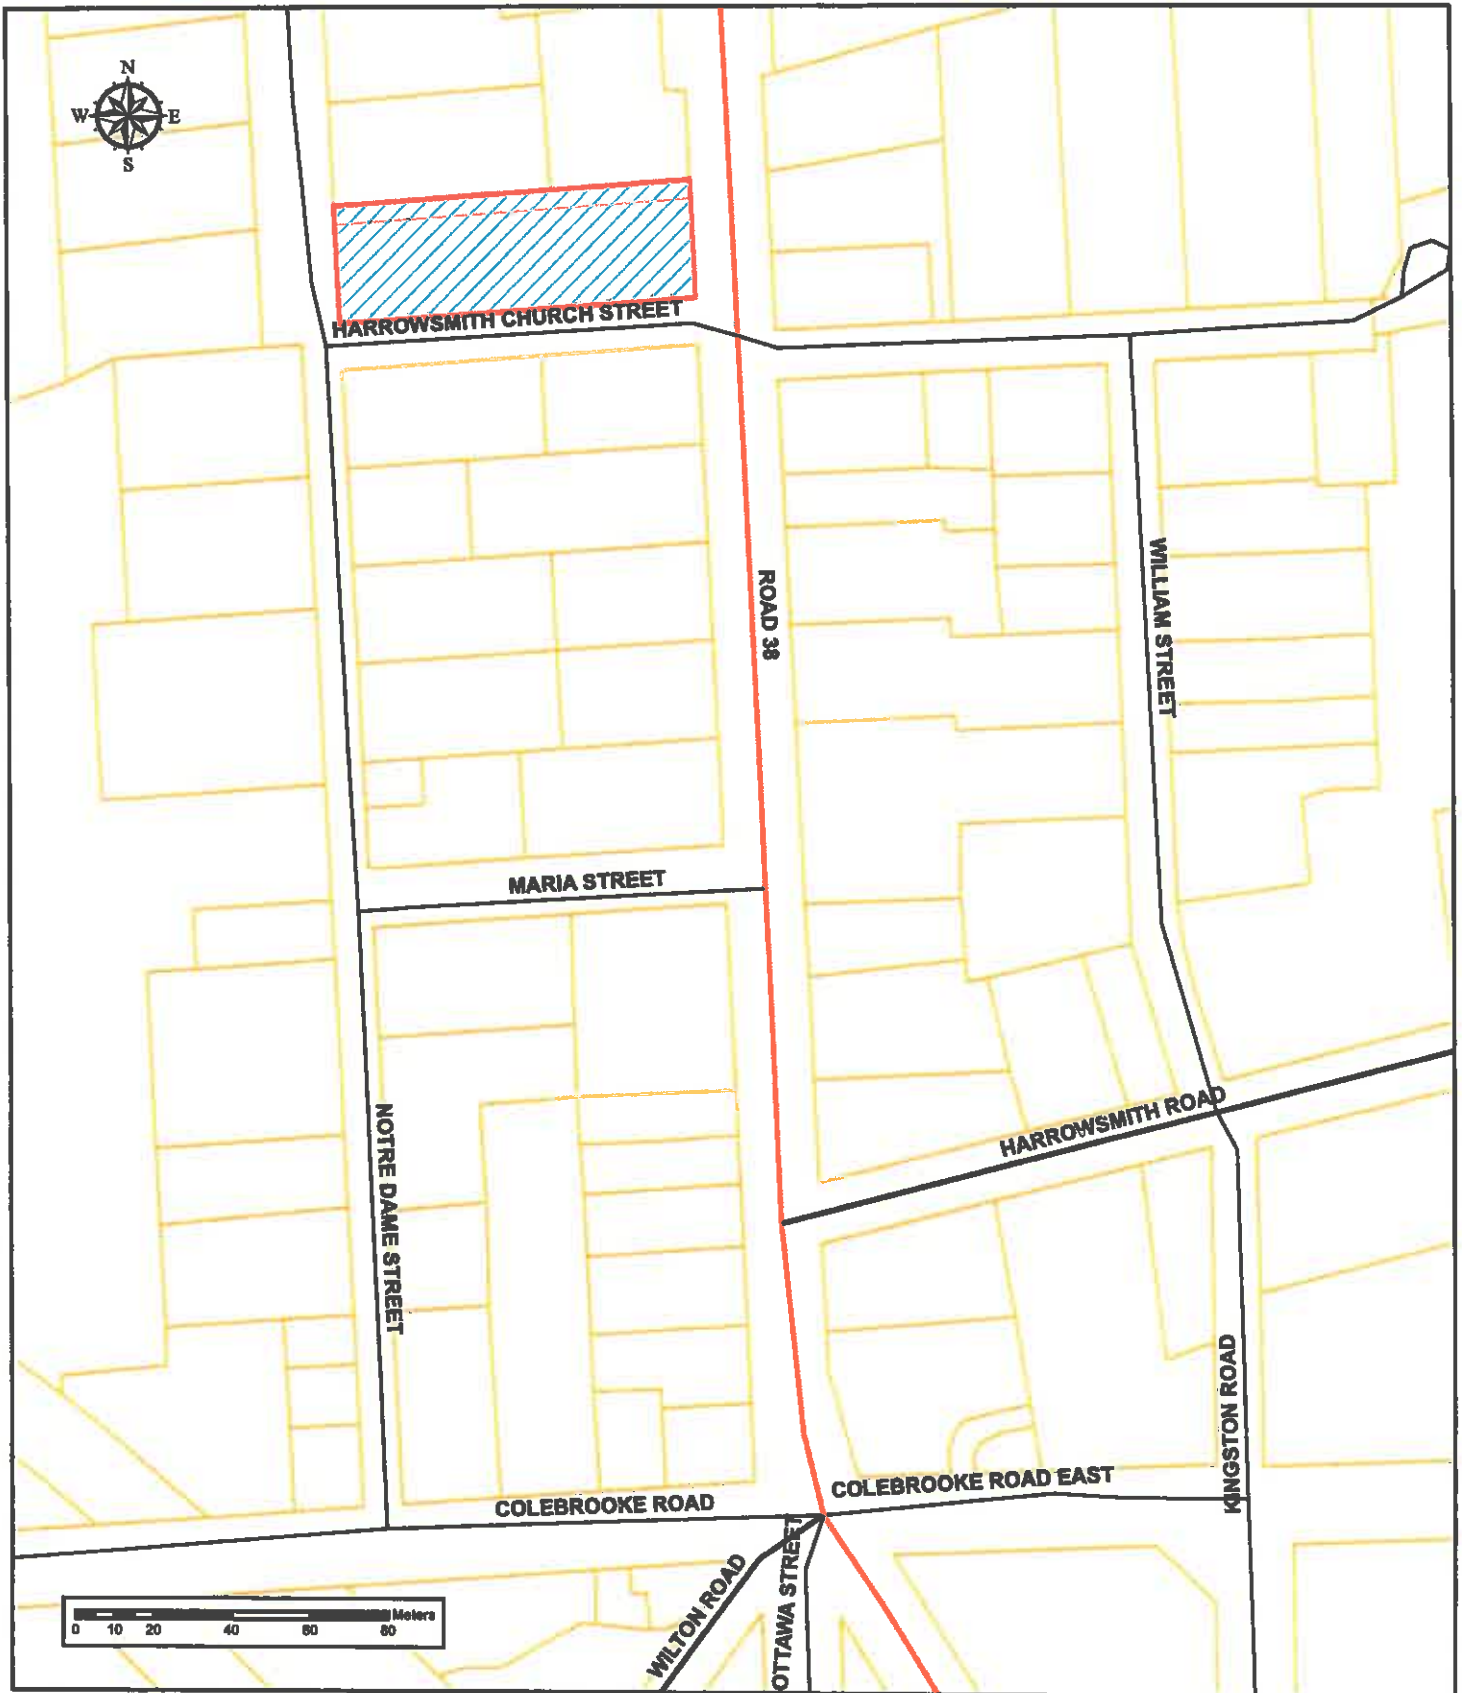 N
W E
S
HARROWSMITH CHURCH STREET
ROAD 38
WILLIAM STREET
MARIA STREET
NOTRE DAME STREET
HARROWSMITH ROAD
KINGSTON ROAD
COLEBROOKE ROAD EAST
COLEBROOKE ROAD
WILTON ROAD
OTTAWA STREET
Meters
0 10 20 40 60 80